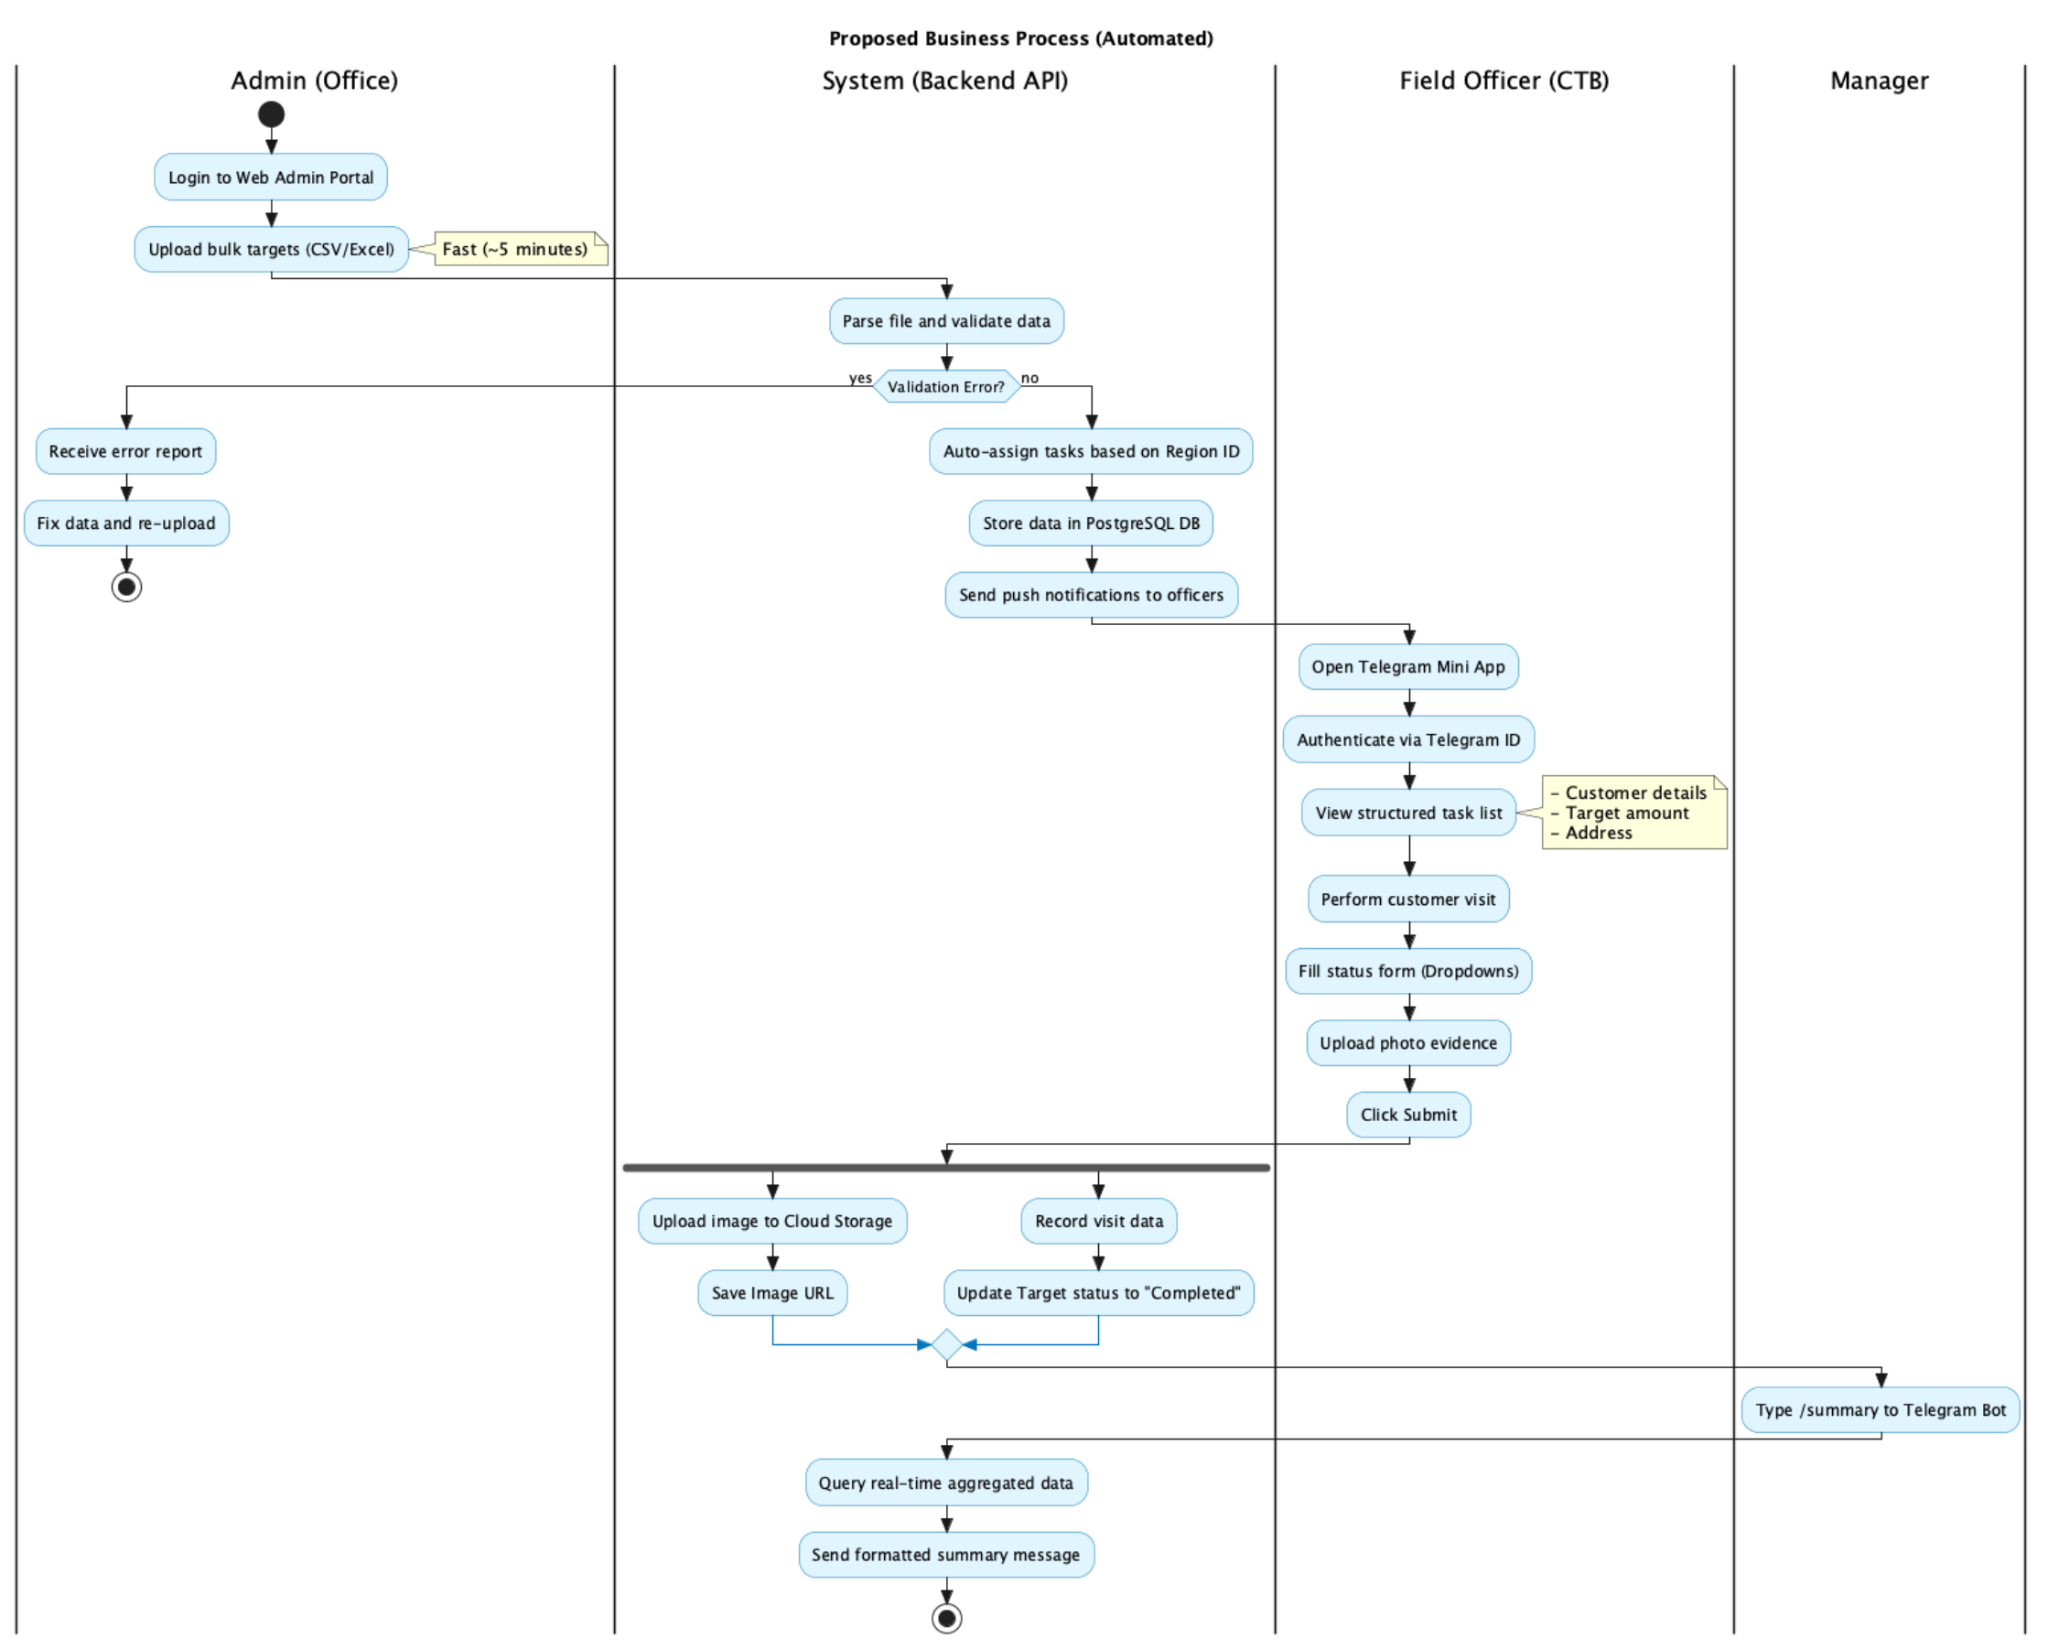 Proposed Business Process (Automated)
Admin (Office)
System (Backend API)
Field Officer (CTB)
Manager
Login to Web Admin Portal
Upload bulk targets (CSV/Excel)
Fast (~5 minutes)
Parse file and validate data
yes
Validation Error?
no
Receive error report
Auto-assign tasks based on Region ID
Fix data and re-upload
Store data in PostgreSQL DB
Send push notifications to officers
Open Telegram Mini App
Authenticate via Telegram ID
View structured task list
- Customer details
- Target amount
- Address
Perform customer visit
Fill status form (Dropdowns)
Upload photo evidence
Click Submit
Upload image to Cloud Storage
Record visit data
Save Image URL
Update Target status to "Completed"
Type /summary to Telegram Bot
Query real-time aggregated data
Send formatted summary message